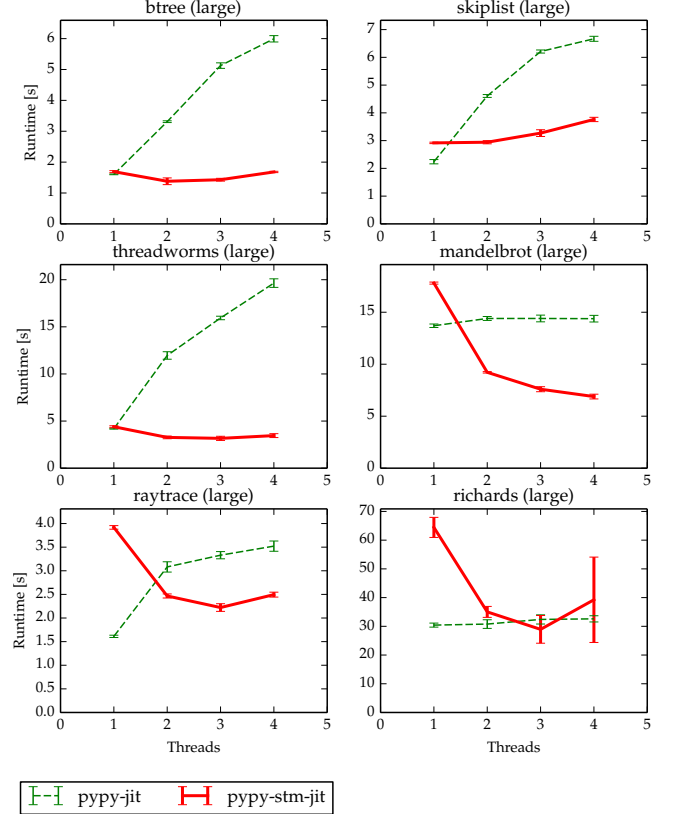 btree (large)
6
5
4
3
2
1
0
Runtime [s]
0 1 2 3 4 5
skiplist (large)
7
6
5
4
3
2
1
0
0 1 2 3 4 5
threadworms (large)
20
15
10
5
0
Runtime [s]
0 1 2 3 4 5
mandelbrot (large)
15
10
5
0
0 1 2 3 4 5
raytrace (large)
4.0
3.5
3.0
2.5
2.0
1.5
1.0
0.5
0.0
Runtime [s]
0 1 2 3 4 5
Threads
richards (large)
70
60
50
40
30
20
10
0
0 1 2 3 4 5
Threads
pypy-jit pypy-stm-jit